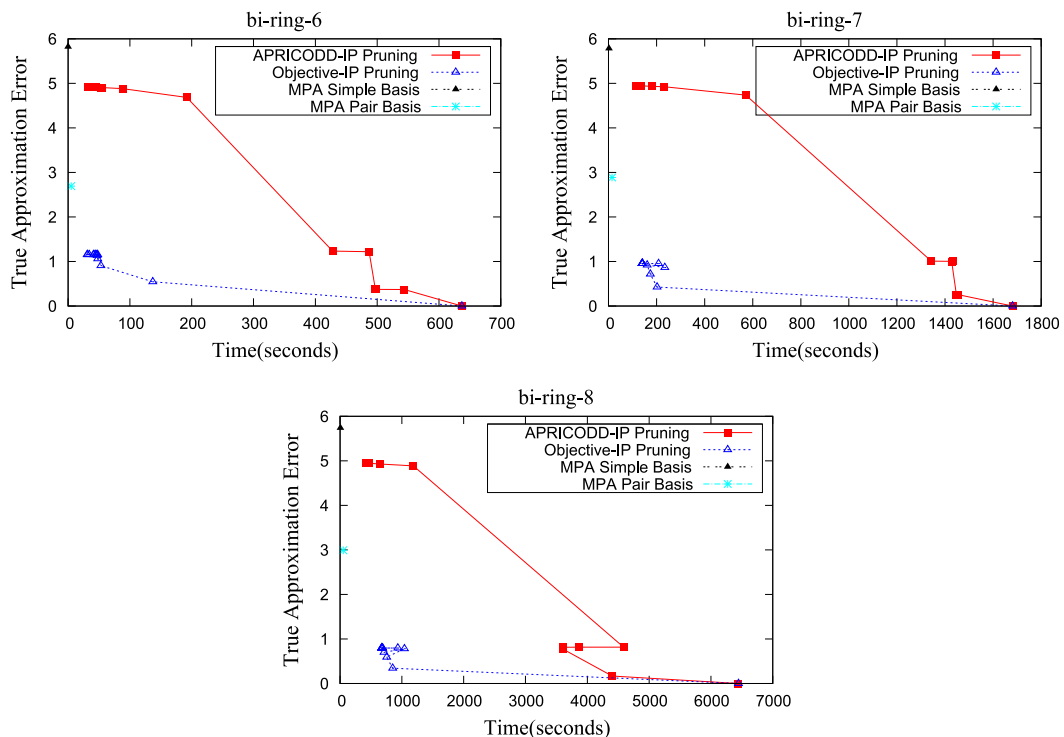 bi-ring-6
True Approximation Error
6
5
4
3
2
1
0
APRICODD-IP Pruning
Objective-IP Pruning
MPA Simple Basis
MPA Pair Basis
0 100 200 300 400 500 600 700
Time(seconds)
bi-ring-7
True Approximation Error
6
5
4
3
2
1
0
APRICODD-IP Pruning
Objective-IP Pruning
MPA Simple Basis
MPA Pair Basis
0 200 400 600 800 1000 1200 1400 1600 1800
Time(seconds)
bi-ring-8
True Approximation Error
6
5
4
3
2
1
0
APRICODD-IP Pruning
Objective-IP Pruning
MPA Simple Basis
MPA Pair Basis
0 1000 2000 3000 4000 5000 6000 7000
Time(seconds)